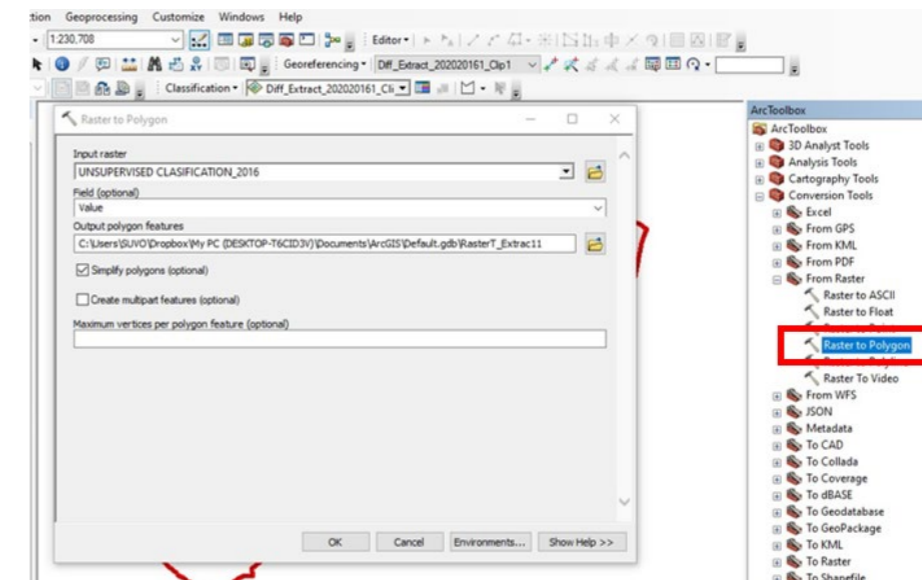 tion Geoprocessing Customize Windows Help
1:230,708 Editor
Georeferencing Diff_Extract_202020161_Clip1
Classification Diff_Extract_202020161_Cli
Raster to Polygon
Input raster
UNSUPERVISED CLASIFICATION_2016
Field (optional)
Value
Output polygon features
C:\Users\SUVO\Dropbox\My PC (DESKTOP-T6CID3V)\Documents\ArcGIS\Default.gdb\RasterT_Extrac11
Simplify polygons (optional)
Create multipart features (optional)
Maximum vertices per polygon feature (optional)
OK Cancel Environments... Show Help >>
ArcToolbox
ArcToolbox
3D Analyst Tools
Analysis Tools
Cartography Tools
Conversion Tools
Excel
From GPS
From KML
From PDF
From Raster
Raster to ASCII
Raster to Float
Raster to Polygon
Raster To Video
From WFS
JSON
Metadata
To CAD
To Collada
To Coverage
To dBASE
To Geodatabase
To GeoPackage
To KML
To Raster
To Shapefile